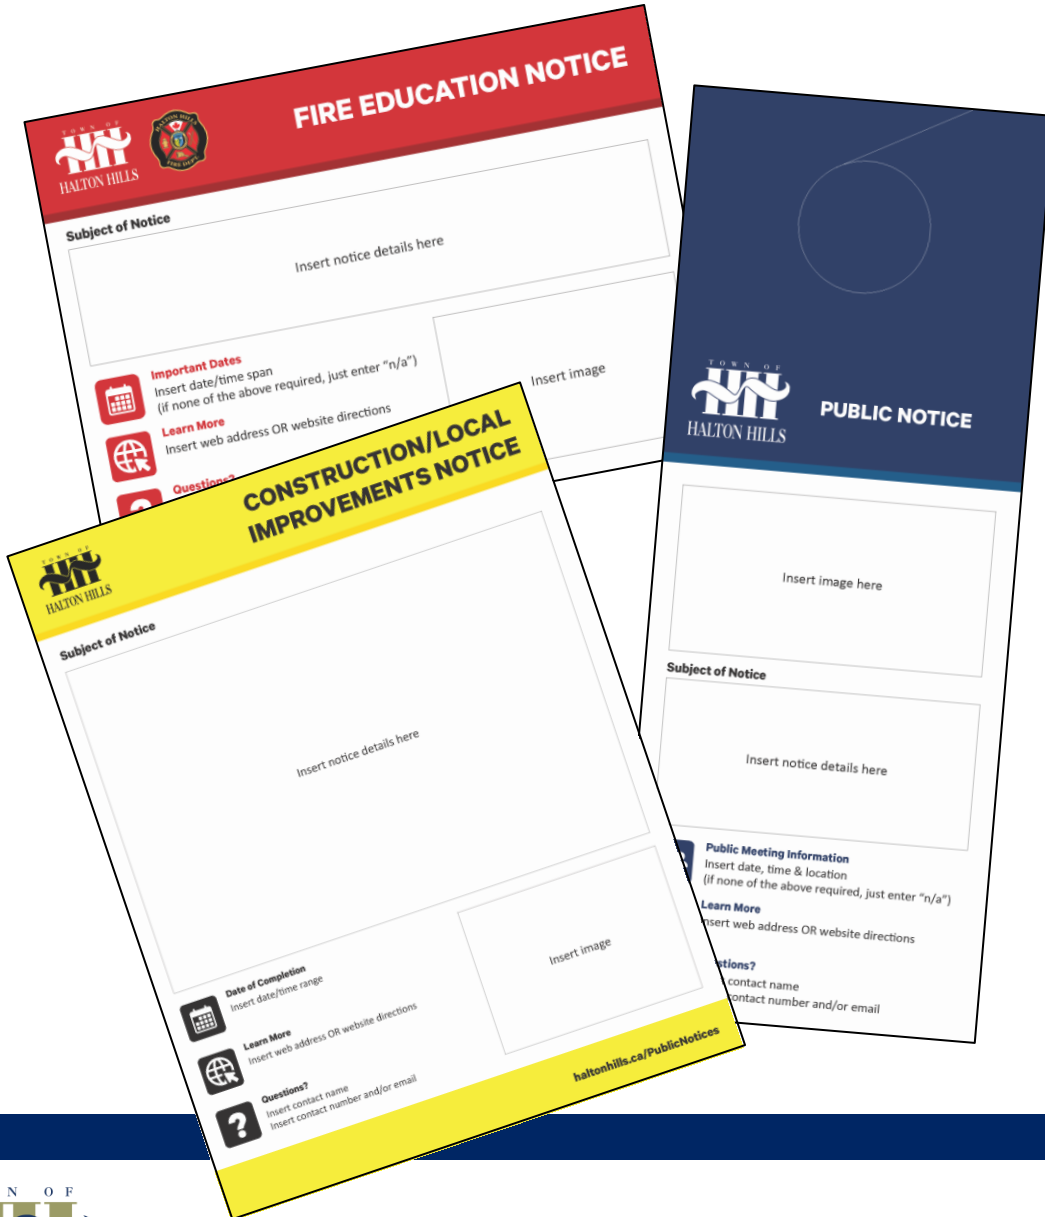 FIRE EDUCATION NOTICE
TOWN OF
HALTON HILLS
HALTON HILLS
FIRE DEPT.
Subject of Notice
Insert notice details here
Important Dates
Insert date/time span
(if none of the above required, just enter “n/a”)
Learn More
Insert web address OR website directions
Questions?
Insert image
TOWN OF
HALTON HILLS
PUBLIC NOTICE
Insert image here
Subject of Notice
Insert notice details here
Public Meeting Information
Insert date, time & location
(if none of the above required, just enter “n/a”)
Learn More
nsert web address OR website directions
stions?
contact name
contact number and/or email
CONSTRUCTION/LOCAL
IMPROVEMENTS NOTICE
TOWN OF
HALTON HILLS
Subject of Notice
Insert notice details here
Date of Completion
Insert date/time range
Learn More
Insert web address OR website directions
Questions?
Insert contact name
Insert contact number and/or email
Insert image
haltonhills.ca/PublicNotices
N OF